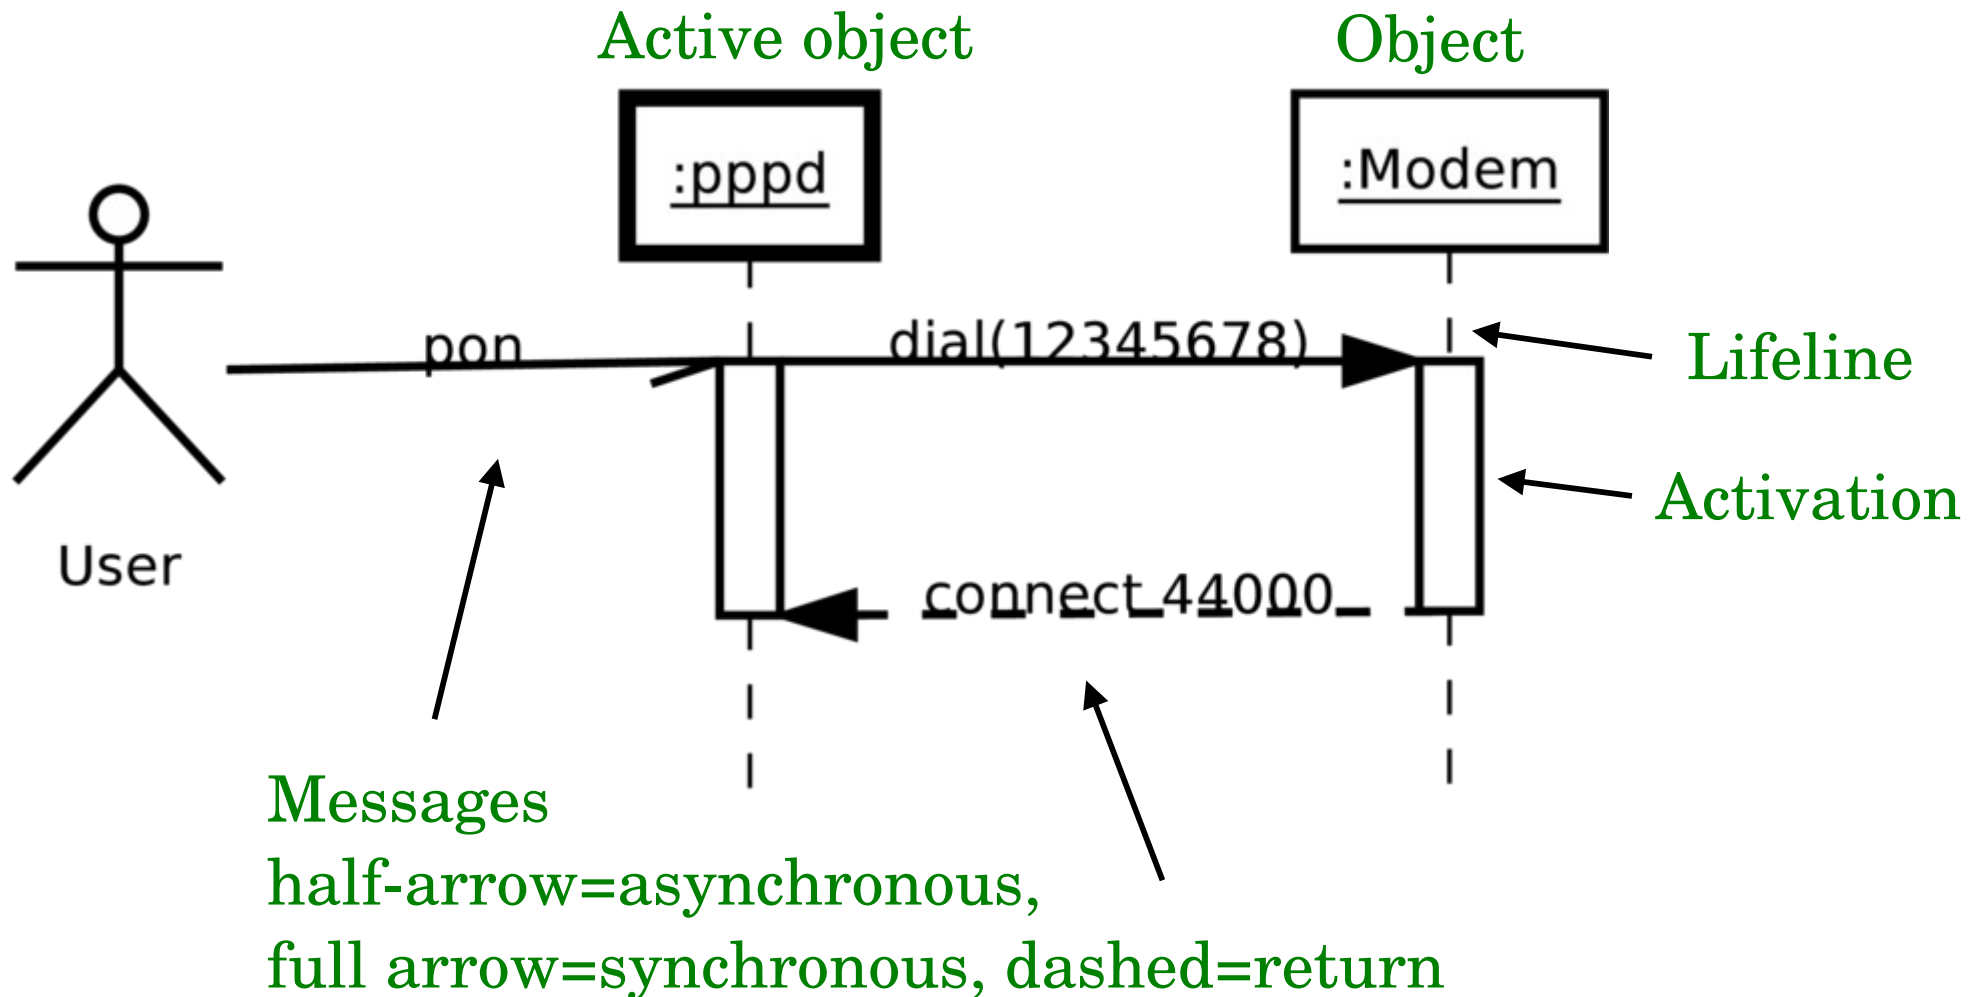 Active object
Object
:pppd
:Modem
pon
dial(12345678)
Lifeline
Activation
User
connect 44000
Messages
half-arrow=asynchronous,
full arrow=synchronous, dashed=return